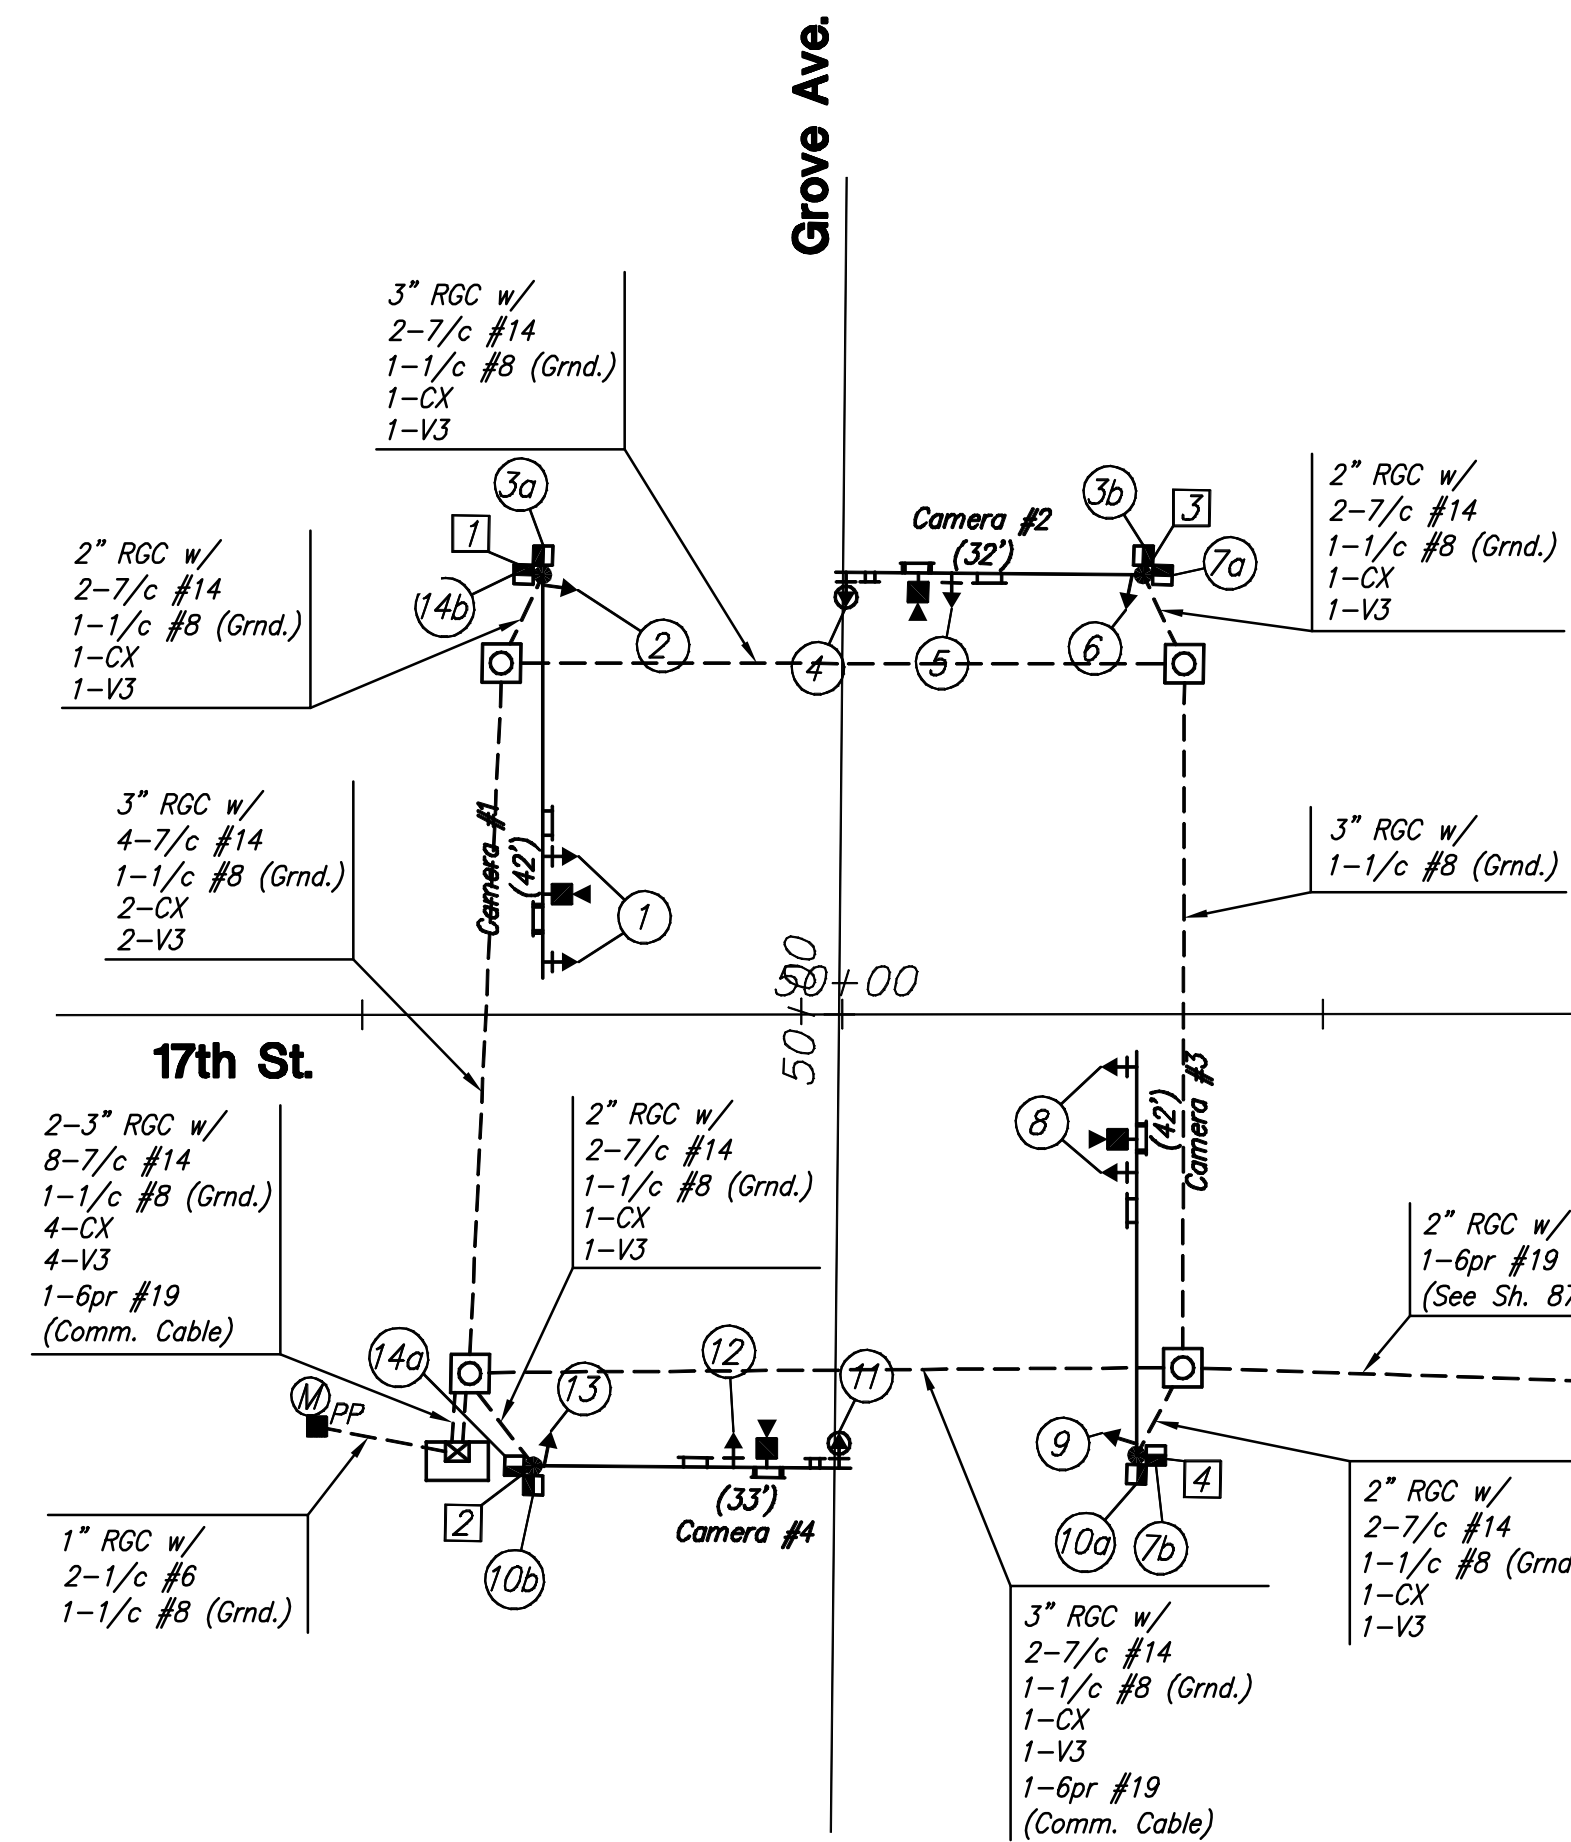 Grove Ave.
3" RGC w/
2-7/c #14
1-1/c #8 (Grnd.)
1-CX
1-V3
3a
1
14b
2
2" RGC w/
2-7/c #14
1-1/c #8 (Grnd.)
1-CX
1-V3
Camera #2
(32')
3b
3
7a
4
5
6
2" RGC w/
2-7/c #14
1-1/c #8 (Grnd.)
1-CX
1-V3
3" RGC w/
4-7/c #14
1-1/c #8 (Grnd.)
2-CX
2-V3
Camera #1
(42')
1
3" RGC w/
1-1/c #8 (Grnd.)
50+00
50+00
17th St.
2-3" RGC w/
8-7/c #14
1-1/c #8 (Grnd.)
4-CX
4-V3
1-6pr #19
(Comm. Cable)
2" RGC w/
2-7/c #14
1-1/c #8 (Grnd.)
1-CX
1-V3
8
(42')
Camera #3
2" RGC w/
1-6pr #19
(See Sh. 87
14a
13
12
11
M
PP
9
4
2
10b
(33')
Camera #4
10a
7b
1" RGC w/
2-1/c #6
1-1/c #8 (Grnd.)
2" RGC w/
2-7/c #14
1-1/c #8 (Grnd
1-CX
1-V3
3" RGC w/
2-7/c #14
1-1/c #8 (Grnd.)
1-CX
1-V3
1-6pr #19
(Comm. Cable)